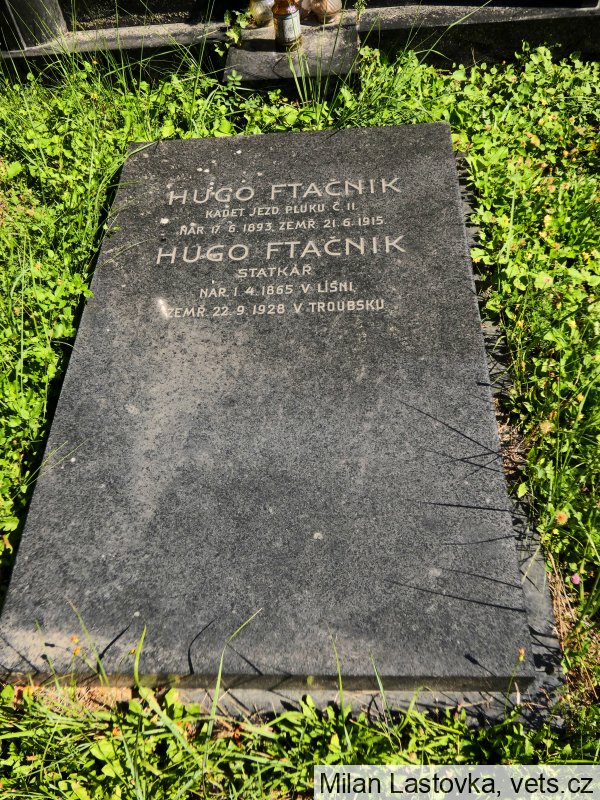 HUGO FTAČNIK
KADET JEZD. PLUKU Č. 11.
NAR. 17. 6. 1893 ZEMŘ. 21. 6. 1915
HUGO FTAČNIK
STATKÁŘ
NAR. 1. 4. 1865 V LÍŠNI,
ZEMŘ. 22. 9. 1928 V TROUBSKU
Milan Lastovka, vets.cz